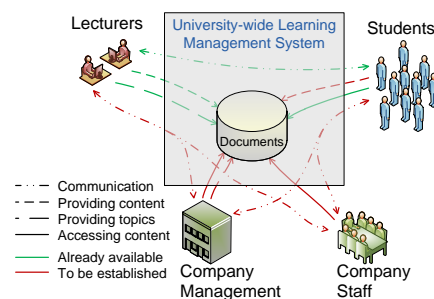 Lecturers
University-wide Learning
Management System
Students
Documents
Communication
Providing content
Providing topics
Accessing content
Already available
To be established
Company
Management
Company
Staff